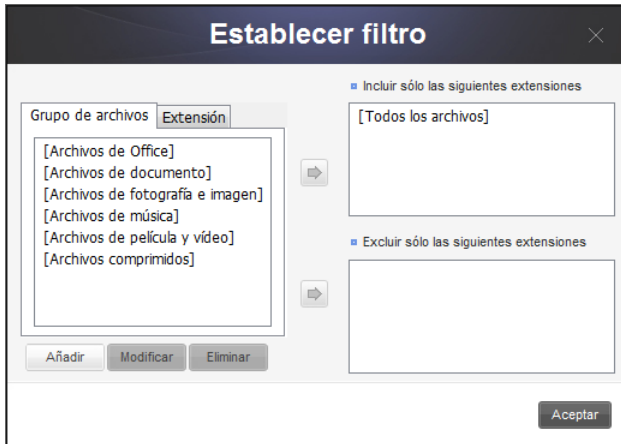 Establecer filtro
Grupo de archivos
Extensión
[Archivos de Office]
[Archivos de documento]
[Archivos de fotografía e imagen]
[Archivos de música]
[Archivos de película y vídeo]
[Archivos comprimidos]
Añadir
Modificar
Eliminar
Incluir sólo las siguientes extensiones
[Todos los archivos]
Excluir sólo las siguientes extensiones
Aceptar